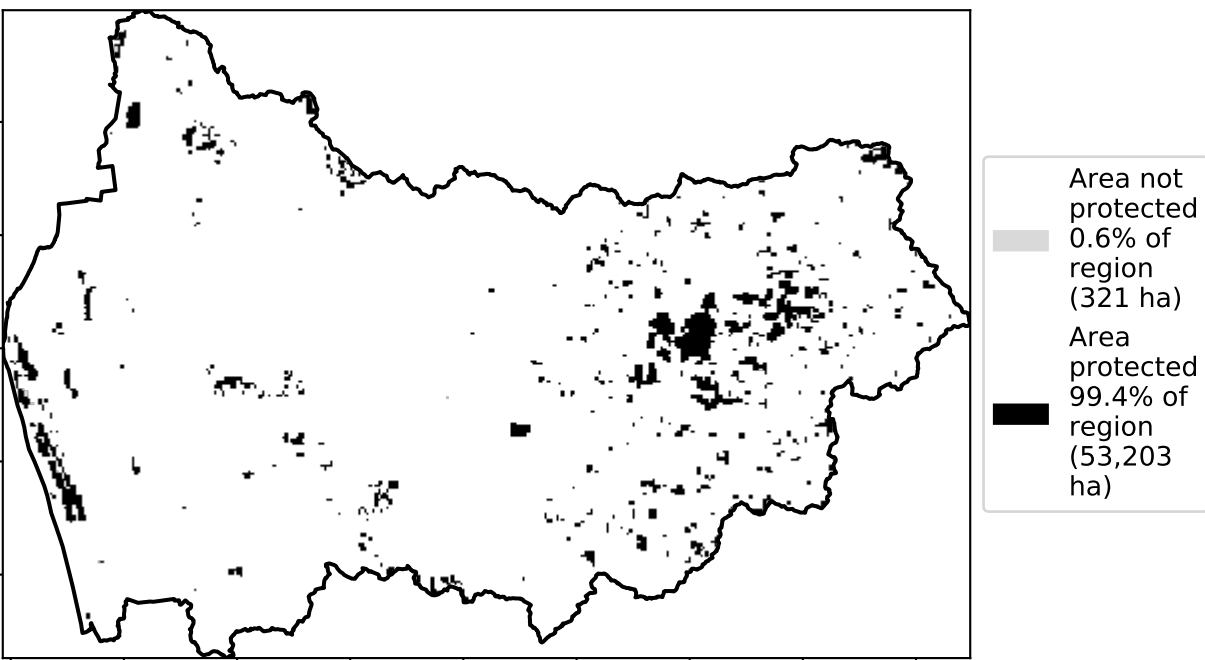 Area not
protected
0.6% of
region
(321 ha)
Area
protected
99.4% of
region
(53,203
ha)